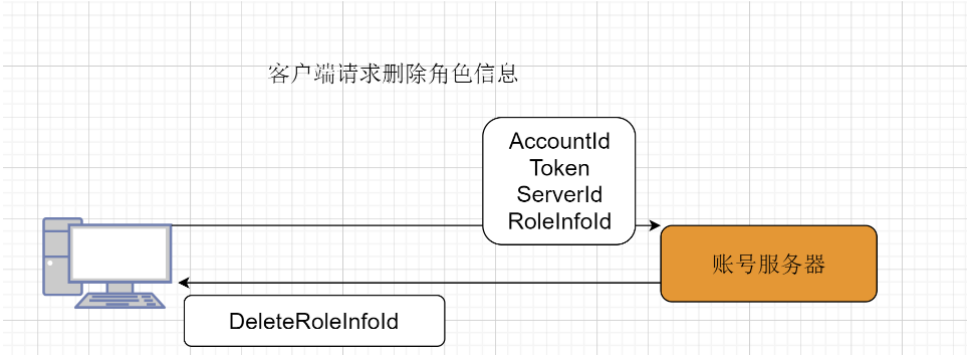 客户端请求删除角色信息
AccountId
Token
ServerId
RoleInfoId
账号服务器
DeleteRoleInfoId